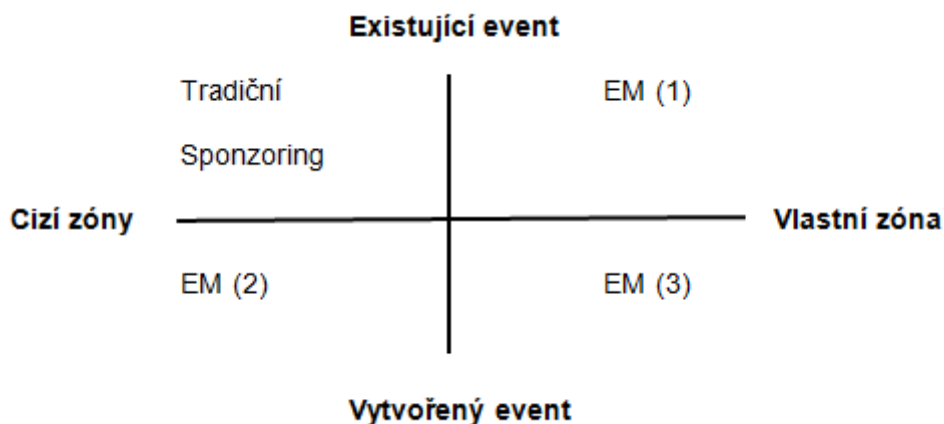 Existující event
Tradiční
EM (1)
Sponzoring
Cizí zóny
Vlastní zóna
EM (2)
EM (3)
Vytvořený event